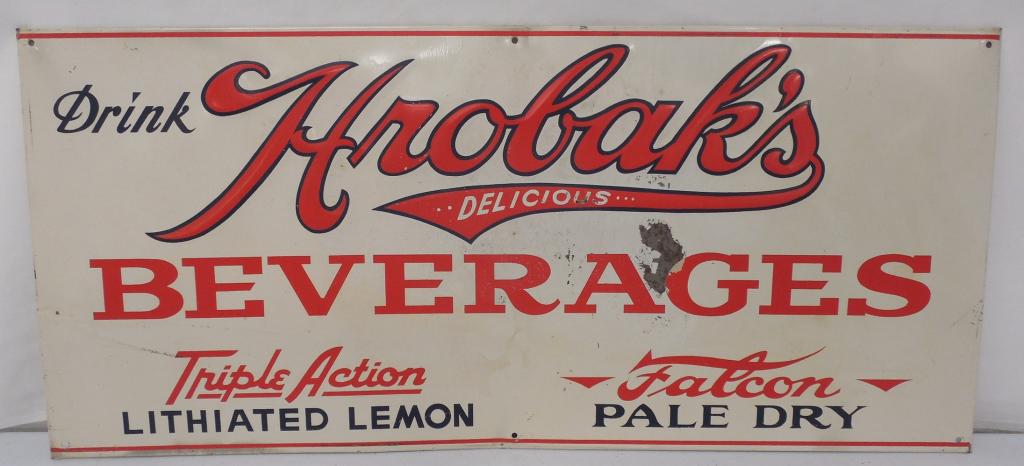 Drink Hrobak's
·· DELICIOUS ···
BEVERAGES
Triple Action
LITHIATED LEMON
Falcon
PALE DRY